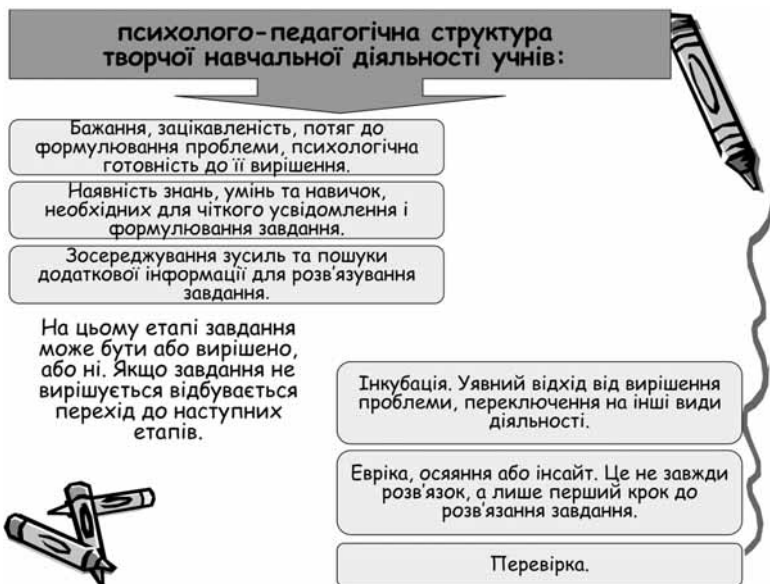 психолого-педагогічна структура
творчої навчальної діяльності учнів:
Бажання, зацікавленість, потяг до
формулювання проблеми, психологічна
готовність до її вирішення.
Наявність знань, умінь та навичок,
необхідних для чіткого усвідомлення і
формулювання завдання.
Зосереджування зусиль та пошуки
додаткової інформації для розв'язування
завдання.
На цьому етапі завдання
може бути або вирішено,
або ні. Якщо завдання не
вирішується відбувається
перехід до наступних
етапів.
Інкубація. Уявний відхід від вирішення
проблеми, переключення на інші види
діяльності.
Евріка, осяяння або інсайт. Це не завжди
розв'язок, а лише перший крок до
розв'язання завдання.
Перевірка.